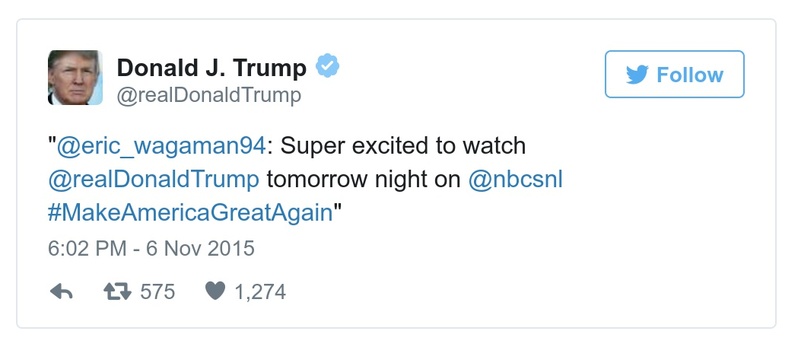 Donald J. Trump
@realDonaldTrump
Follow
"@eric_wagaman94: Super excited to watch
@realDonaldTrump tomorrow night on @nbcsnl
#MakeAmericaGreatAgain"
6:02 PM - 6 Nov 2015
575 1,274